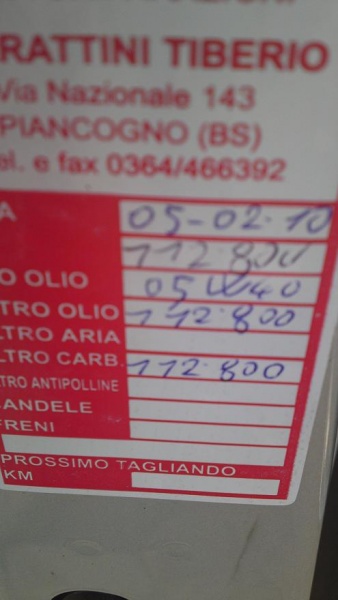 RATTINI TIBERIO
Via Nazionale 143
PIANCOGNO (BS)
el. e fax 0364/466392
A 05-02-10
112.800
O OLIO 05W40
TRO OLIO 112.800
LTRO ARIA
LTRO CARB. 112.800
TRO ANTIPOLLINE
ANDELE
FRENI
PROSSIMO TAGLIANDO
KM